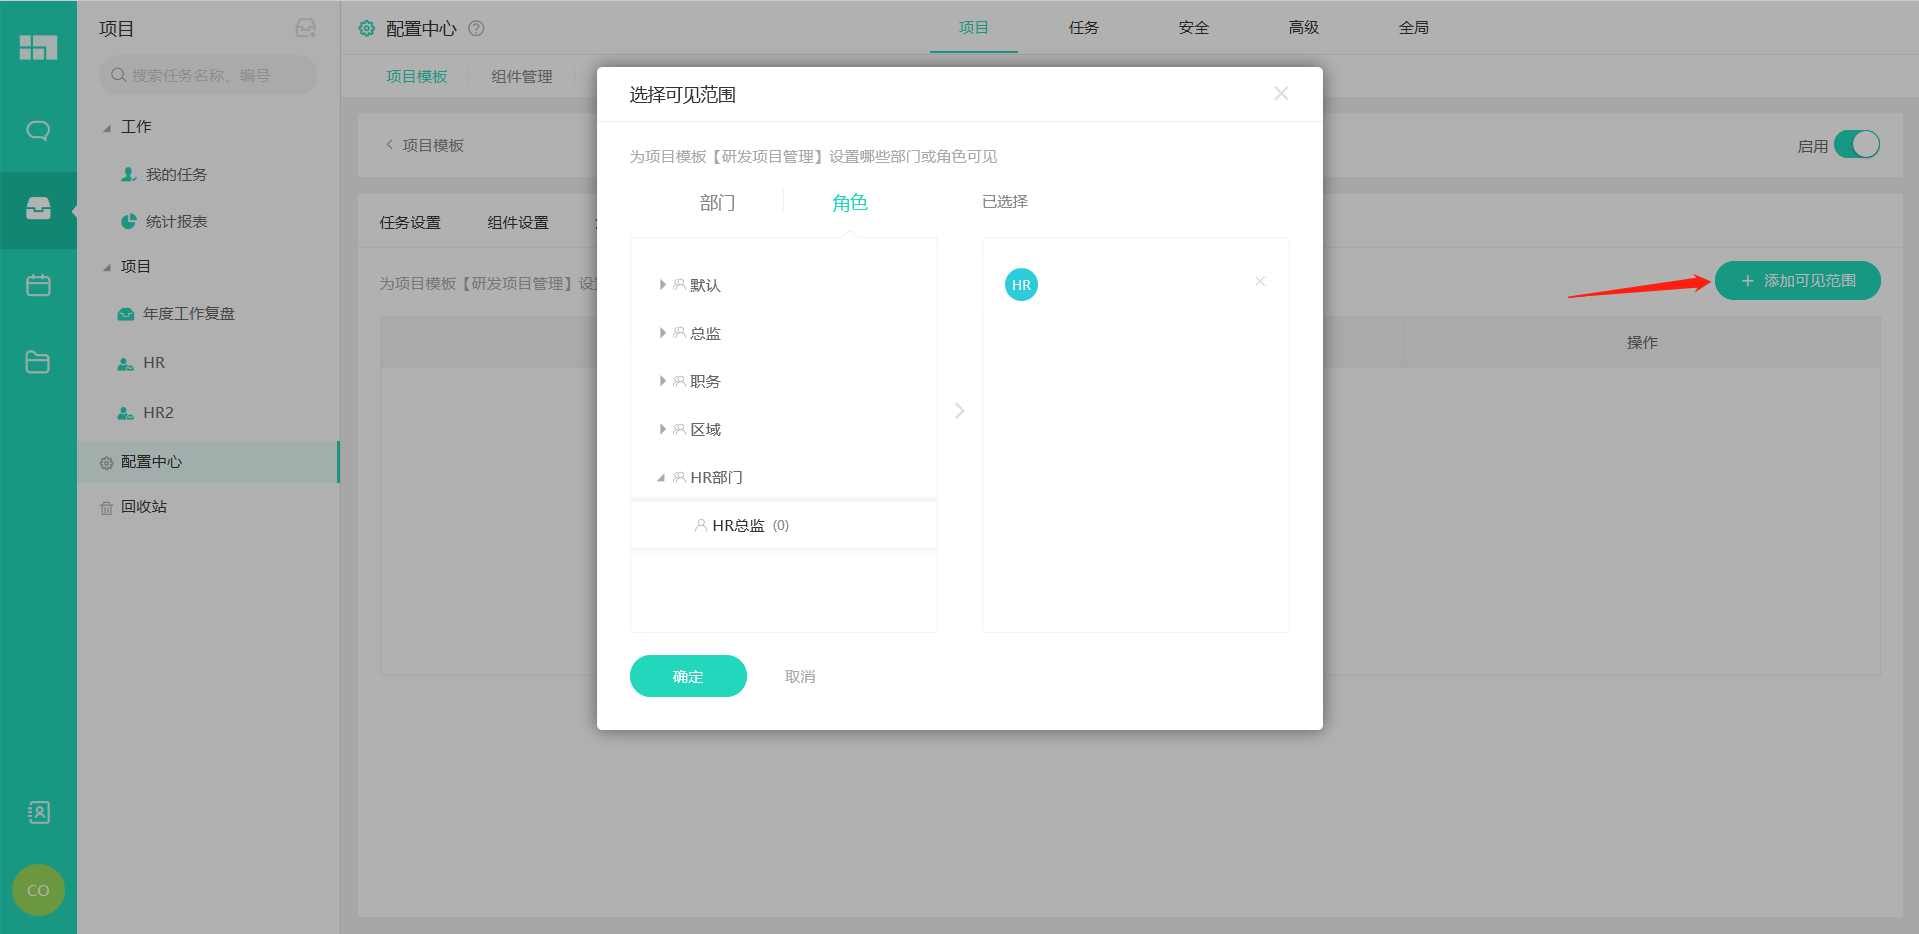 项目
搜索任务名称、编号
工作
我的任务
统计报表
项目
年度工作复盘
HR
HR2
配置中心
回收站
CO
配置中心
项目
任务
安全
高级
全局
项目模板
组件管理
项目模板
启用
任务设置
组件设置
为项目模板【研发项目管理】设
添加可见范围
操作
选择可见范围
为项目模板【研发项目管理】设置哪些部门或角色可见
部门
角色
已选择
默认
总监
职务
区域
HR部门
HR总监 (0)
HR
确定
取消